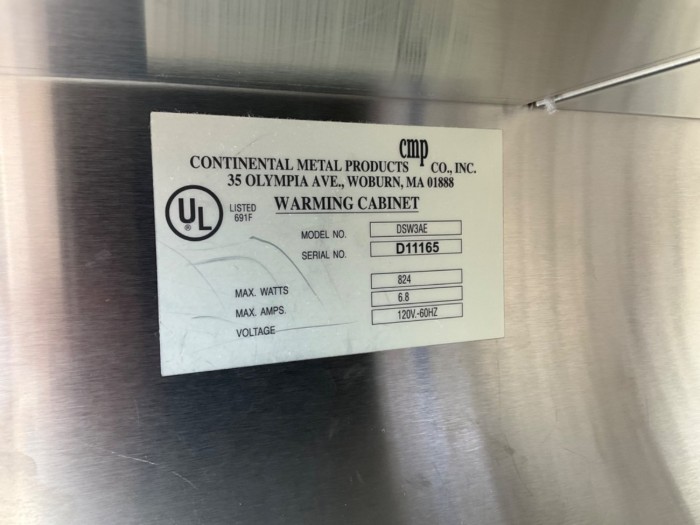 cmp
CONTINENTAL METAL PRODUCTS CO., INC.
35 OLYMPIA AVE., WOBURN, MA 01888
UL
®
LISTED
691F
WARMING CABINET
MODEL NO. DSW3AE
SERIAL NO. D11165
MAX. WATTS 824
MAX. AMPS. 6.8
VOLTAGE 120V.-60HZ